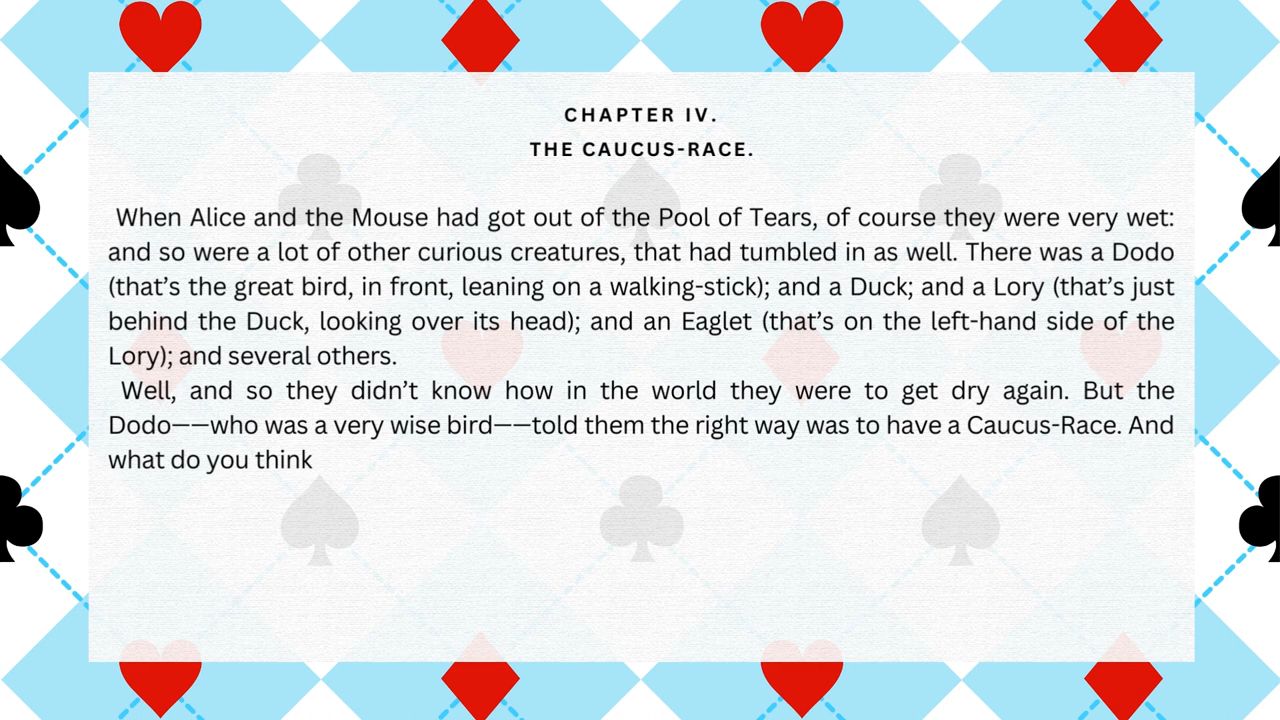 CHAPTER IV.
THE CAUCUS-RACE.
When Alice and the Mouse had got out of the Pool of Tears, of course they were very wet:
and so were a lot of other curious creatures, that had tumbled in as well. There was a Dodo
(that’s the great bird, in front, leaning on a walking-stick); and a Duck; and a Lory (that’s just
behind the Duck, looking over its head); and an Eaglet (that’s on the left-hand side of the
Lory); and several others.
Well, and so they didn’t know how in the world they were to get dry again. But the
Dodo——who was a very wise bird——told them the right way was to have a Caucus-Race. And
what do you think